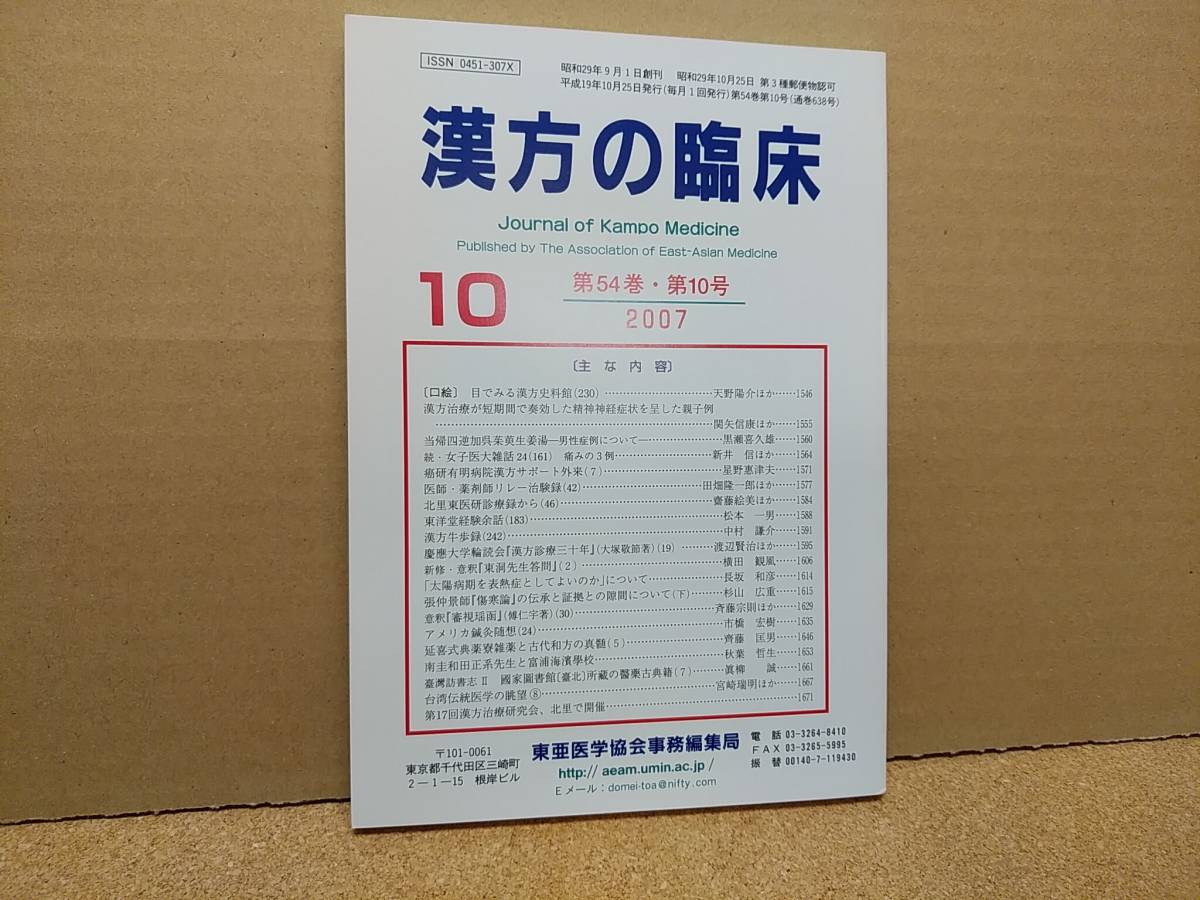 ISSN 0451-307X
昭和29年9月1日創刊 昭和29年10月25日 第3種郵便物認可
平成19年10月25日発行(毎月1回発行)第54巻第10号(通巻638号)
漢方の臨床
Journal of Kampo Medicine
Published by The Association of East-Asian Medicine
10
第54巻・第10号
2007
〔主な内容〕
〔口絵〕 目でみる漢方史料館(230)……天野陽介ほか……1546
漢方治療が短期間で奏効した精神神経症状を呈した親子例
……関矢信康ほか……1555
当帰四逆加呉茱萸生姜湯―男性症例について―……黒瀬喜久雄……1560
続・女子医大雑話24(161) 痛みの3例……新井 信ほか……1564
癌研有明病院漢方サポート外来(7)……星野惠津夫……1571
医師・薬剤師リレー治験録(42)……田畑隆一郎ほか……1577
北里東医研診療録から(46)……齋藤絵美ほか……1584
東洋堂経験余話(183)……松本 一男……1588
漢方牛歩録(242)……中村 謙介……1591
慶應大学輪読会『漢方診療三十年』(大塚敬節著)(19)……渡辺賢治ほか……1595
新修・意釈『東洞先生答問』(2)……横田 観風……1606
「太陽病期を表熱症としてよいのか」について……長坂 和彦……1614
張仲景師『傷寒論』の伝承と証拠との隙間について(下)……杉山 広重……1615
意釈『審視瑶函』(傅仁宇著)(30)……斉藤宗則ほか……1629
アメリカ鍼灸随想(24)……市橋 宏樹……1635
延喜式典薬寮雑薬と古代和方の真髄(5)……齊藤 匡男……1646
南圭和田正系先生と富浦海濱學校……秋葉 哲生……1653
臺灣訪書志Ⅱ 國家圖書館〔臺北〕所蔵の醫藥古典籍(7)……眞柳 誠……1661
台湾伝統医学の眺望⑧……宮崎瑞明ほか……1667
第17回漢方治療研究会、北里で開催……1671
〒101-0061
東京都千代田区三崎町
2-1-15 根岸ビル
東亜医学協会事務編集局
http:// aeam.umin.ac.jp /
Eメール:domei-toa@nifty.com
電話 03-3264-8410
FAX 03-3265-5995
振替 00140-7-119430